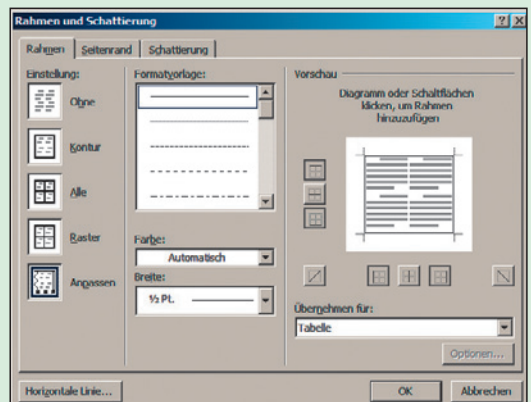 Rahmen und Schattierung
Rahmen Seitenrand Schattierung
Einstellung:
Ohne
Kontur
Alle
Raster
Anpassen
Formatvorlage:
Farbe:
Automatisch
Breite:
½ Pt.
Vorschau
Diagramm oder Schaltflächen
klicken, um Rahmen
hinzuzufügen
Übernehmen für:
Tabelle
Optionen...
Horizontale Linie...
OK
Abbrechen